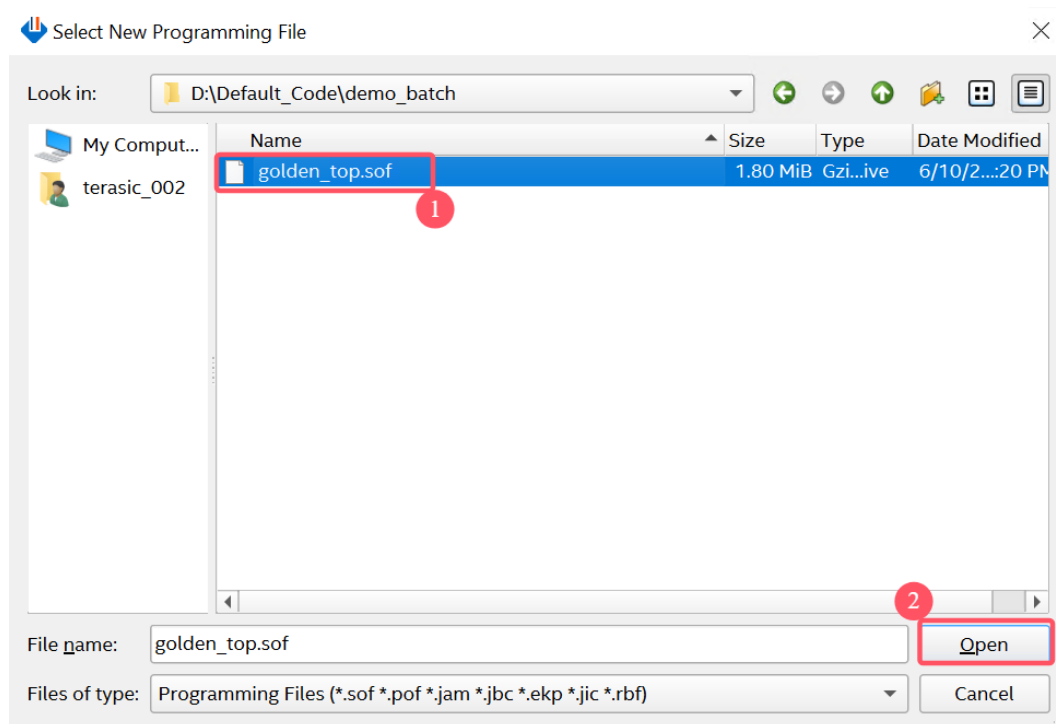 Select New Programming File
Look in: D:\Default_Code\demo_batch
My Comput...
terasic_002
Name Size Type Date Modified
golden_top.sof 1.80 MiB Gzi...ive 6/10/2...:20 PM
1
2
File name: golden_top.sof Open
Files of type: Programming Files (*.sof *.pof *.jam *.jbc *.ekp *.jic *.rbf) Cancel